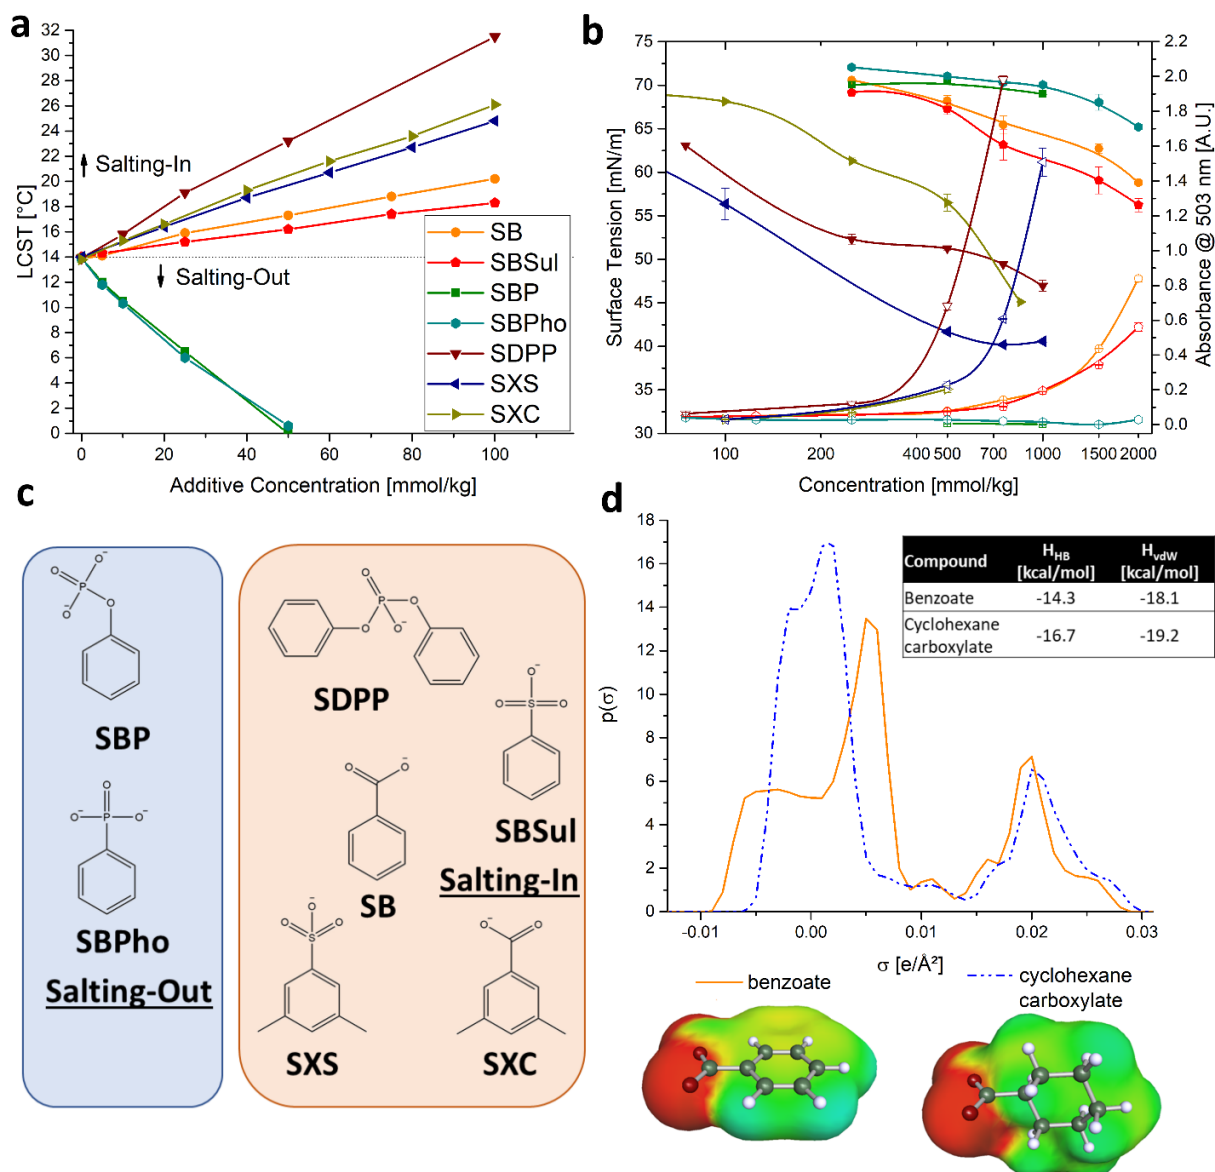 a
LCST [°C]
32
30
28
26
24
22
20
18
16
14
12
10
8
6
4
2
0
Salting-In
Salting-Out
SB
SBSul
SBP
SBPho
SDPP
SXS
SXC
0 20 40 60 80 100
Additive Concentration [mmol/kg]
b
Surface Tension [mN/m]
75
70
65
60
55
50
45
40
35
30
2.2
2.0
1.8
1.6
1.4
1.2
1.0
0.8
0.6
0.4
0.2
0.0
Absorbance @ 503 nm [A.U.]
100 200 400 500 750 1000 1500 2000
Concentration [mmol/kg]
c
O⁻
O
P
O⁻
O
SBP
O
O⁻ P O⁻
SBPho
Salting-Out
O
P
O O⁻ O
SDPP
O⁻
O S O
SBSul
O O⁻
SB
Salting-In
O⁻
S O
O
SXS
O⁻ O
SXC
d
p(σ)
18
16
14
12
10
8
6
4
2
0
Compound H_HB [kcal/mol] H_vdW [kcal/mol]
Benzoate -14.3 -18.1
Cyclohexane
carboxylate -16.7 -19.2
-0.01 0.00 0.01 0.02 0.03
σ [e/Å²]
benzoate
cyclohexane
carboxylate